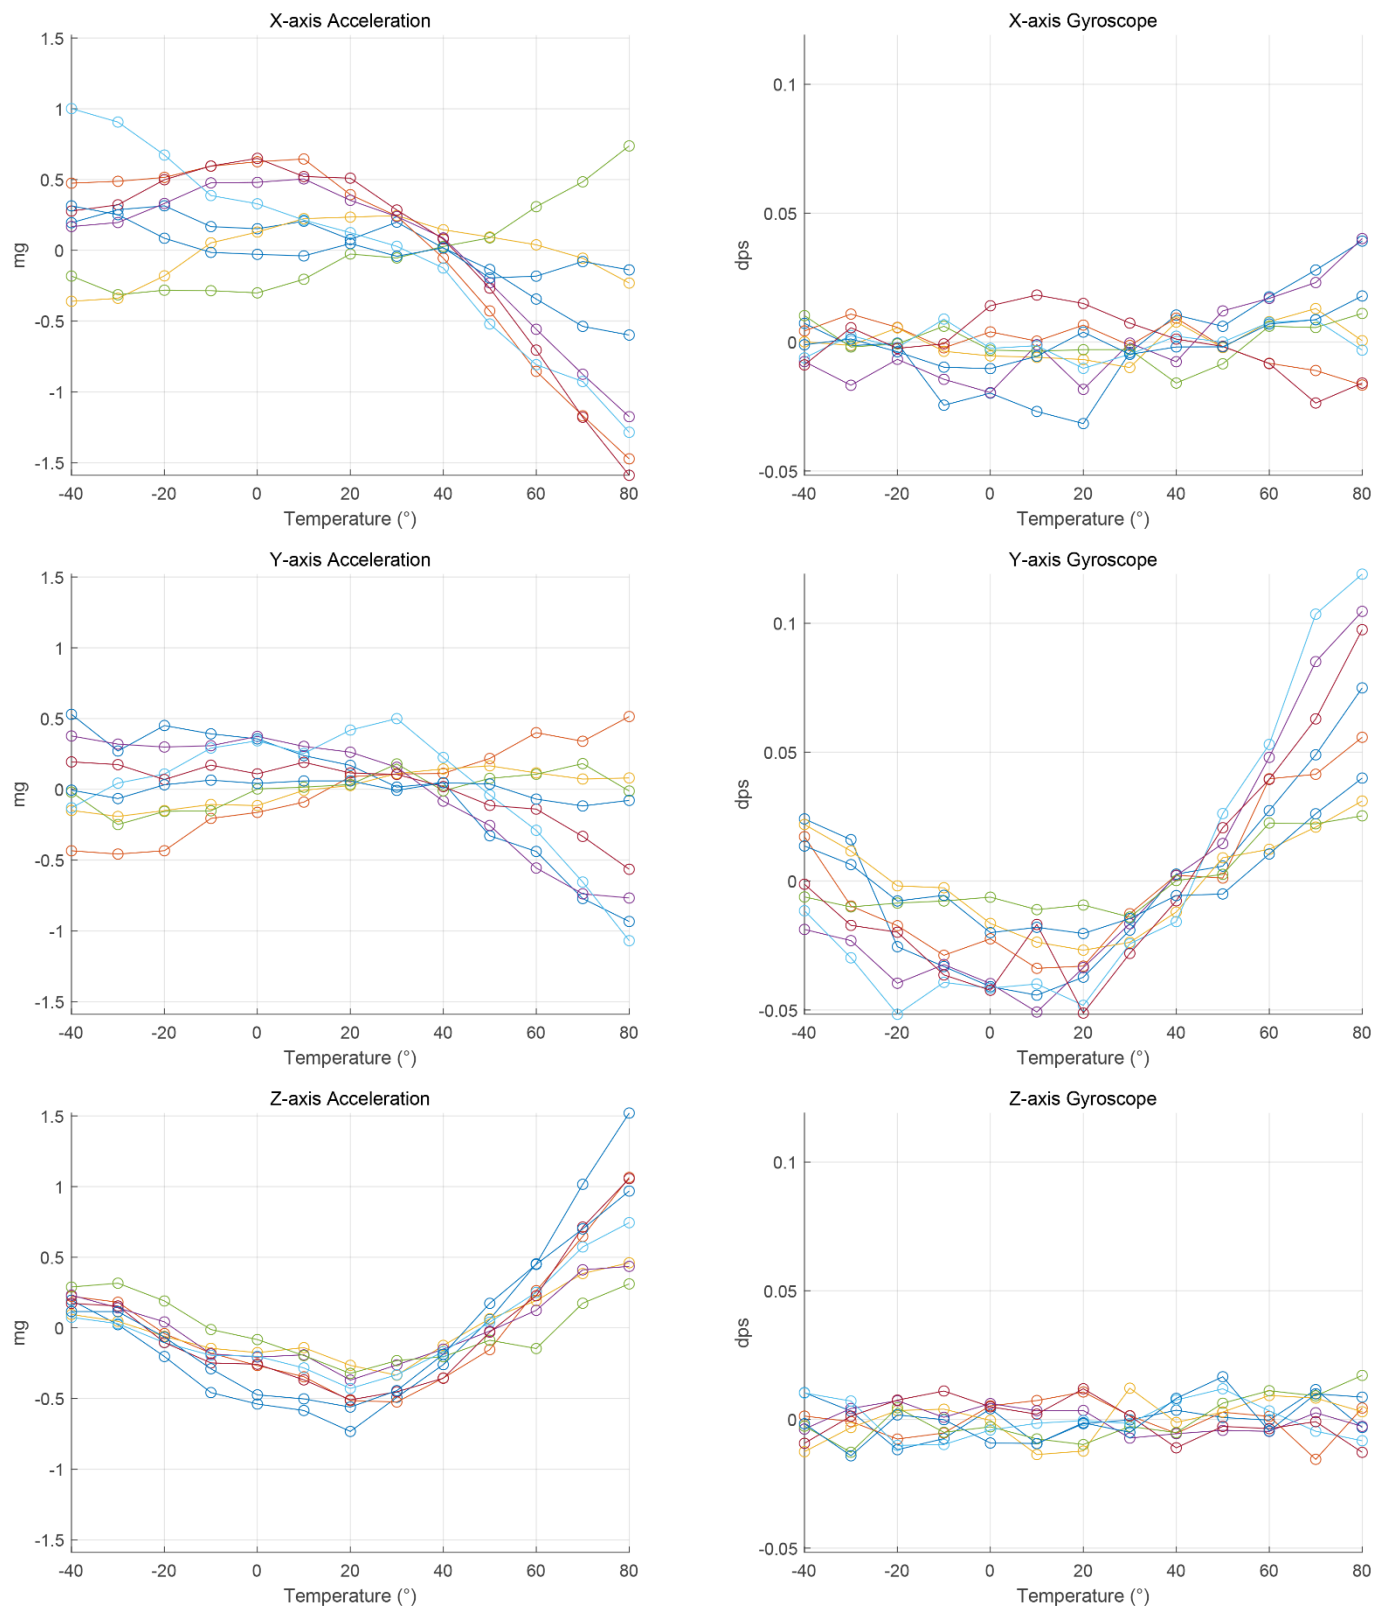 X-axis Acceleration
1.5
1
0.5
0
-0.5
-1
-1.5
mg
-40 -20 0 20 40 60 80
Temperature (°)
X-axis Gyroscope
0.1
0.05
0
-0.05
dps
-40 -20 0 20 40 60 80
Temperature (°)
Y-axis Acceleration
1.5
1
0.5
0
-0.5
-1
-1.5
mg
-40 -20 0 20 40 60 80
Temperature (°)
Y-axis Gyroscope
0.1
0.05
0
-0.05
dps
-40 -20 0 20 40 60 80
Temperature (°)
Z-axis Acceleration
1.5
1
0.5
0
-0.5
-1
-1.5
mg
-40 -20 0 20 40 60 80
Temperature (°)
Z-axis Gyroscope
0.1
0.05
0
-0.05
dps
-40 -20 0 20 40 60 80
Temperature (°)